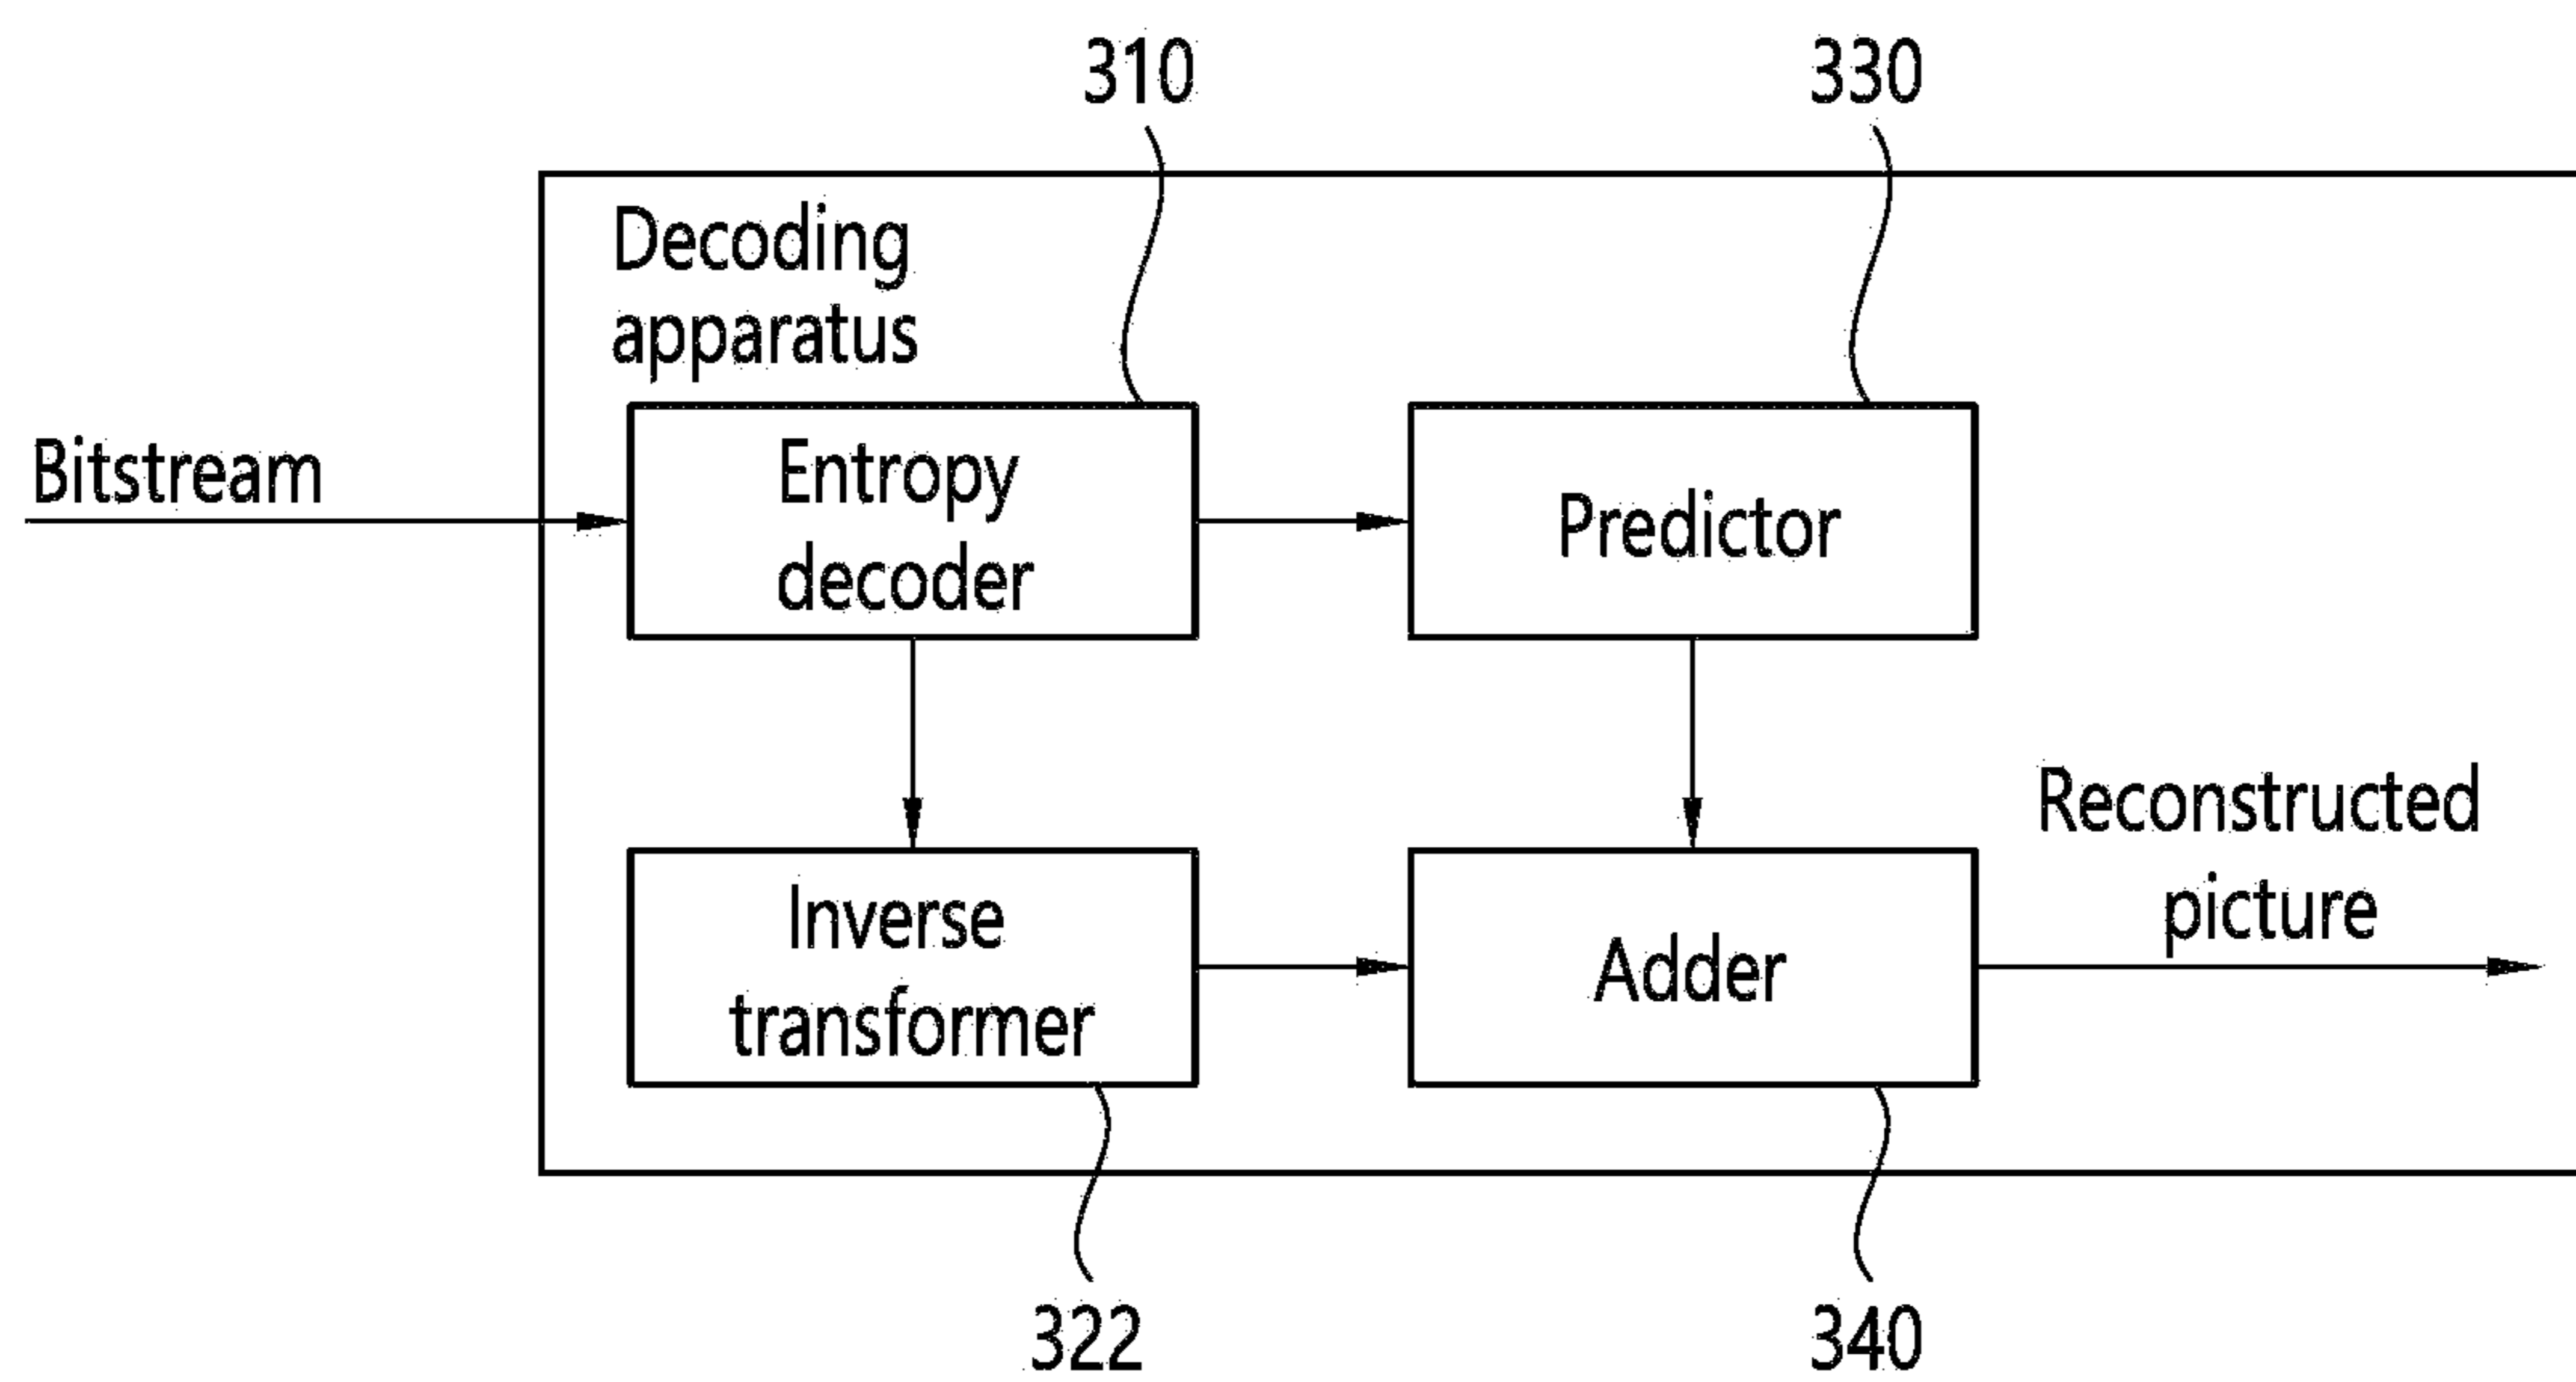 310
330
Decoding
apparatus
Bitstream
Entropy
decoder
Predictor
Inverse
transformer
Adder
Reconstructed
picture
322
340